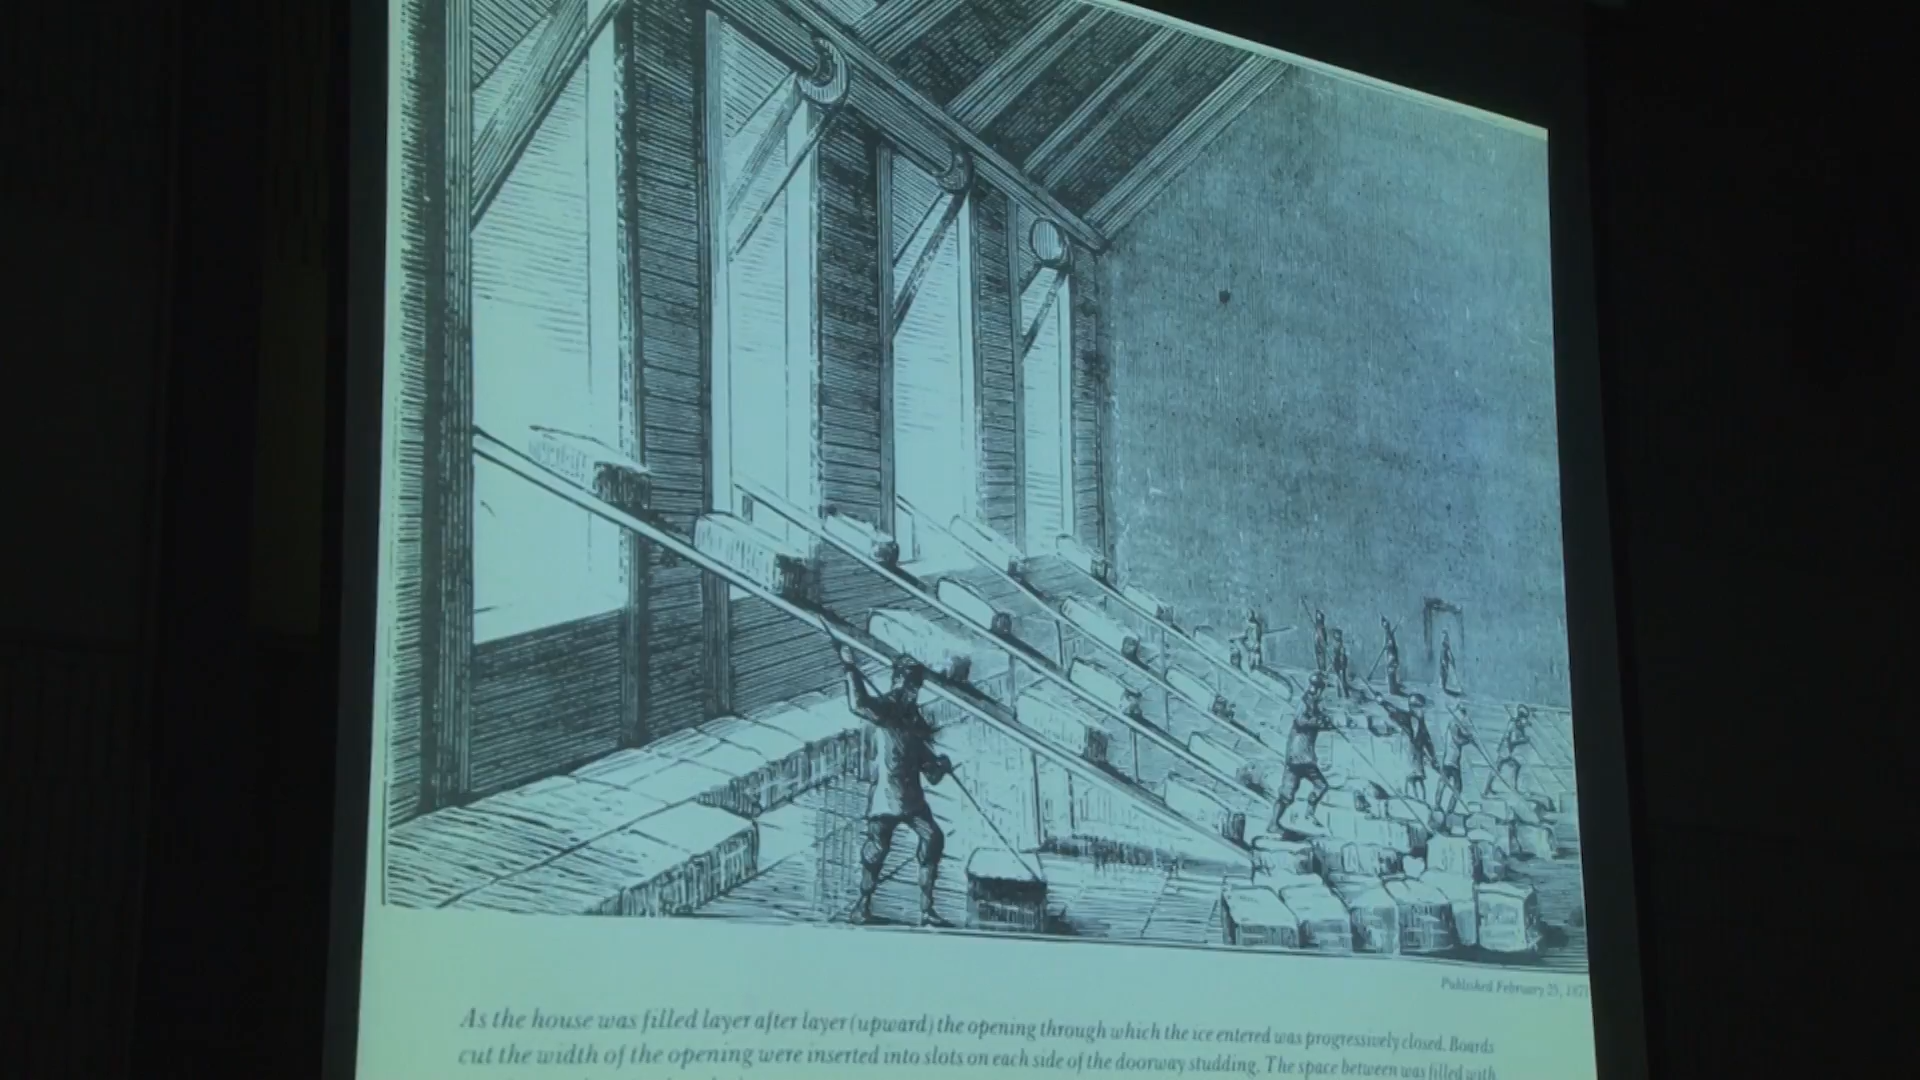 Published February 25, 187
As the house was filled layer after layer (upward) the opening through which the ice entered was progressively closed. Boards
cut the width of the opening were inserted into slots on each side of the doorway studding. The space between was filled with